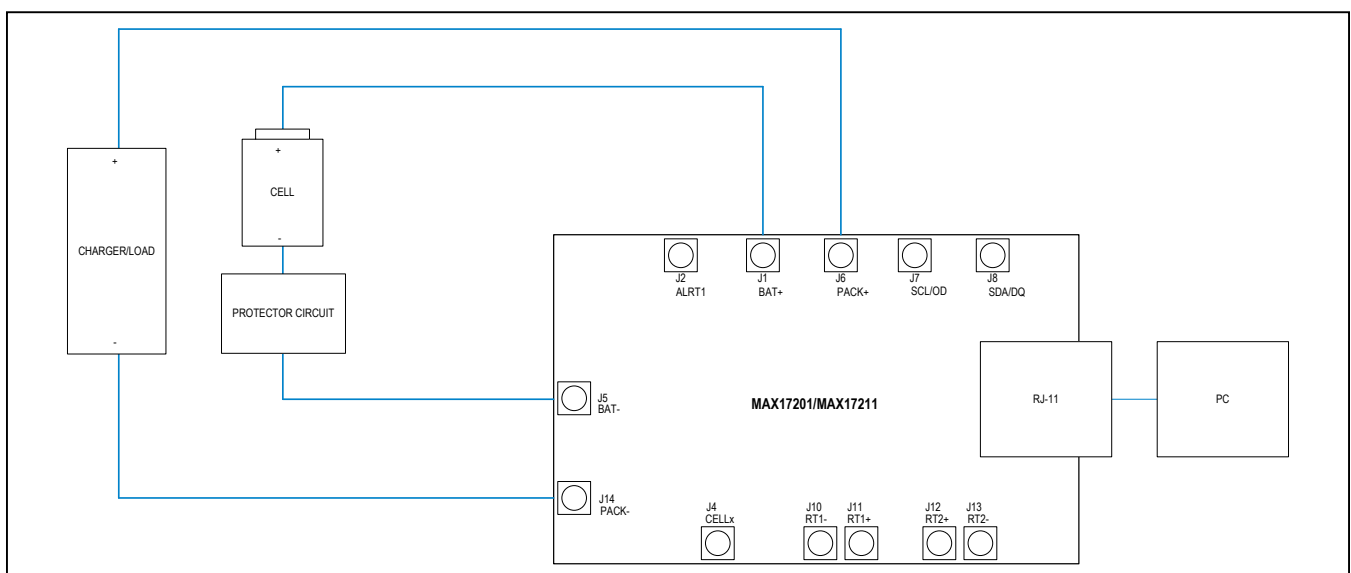 +
+
CELL
-
CHARGER/LOAD
-
PROTECTOR CIRCUIT
J2
ALRT1
J1
BAT+
J6
PACK+
J7
SCL/OD
J8
SDA/DQ
J5
BAT-
MAX17201/MAX17211
RJ-11
PC
J14
PACK-
J4
CELLx
J10
RT1-
J11
RT1+
J12
RT2+
J13
RT2-